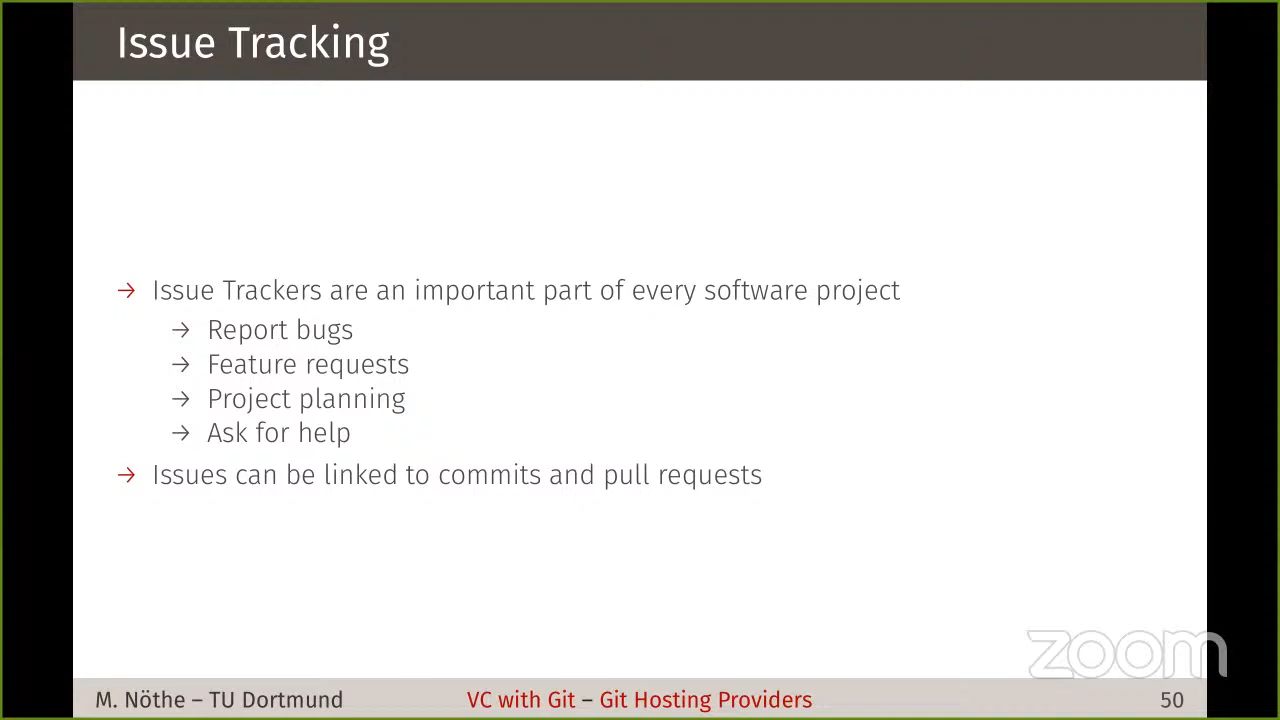 Issue Tracking
→ Issue Trackers are an important part of every software project
→ Report bugs
→ Feature requests
→ Project planning
→ Ask for help
→ Issues can be linked to commits and pull requests
zoom
M. Nöthe – TU Dortmund VC with Git – Git Hosting Providers 50